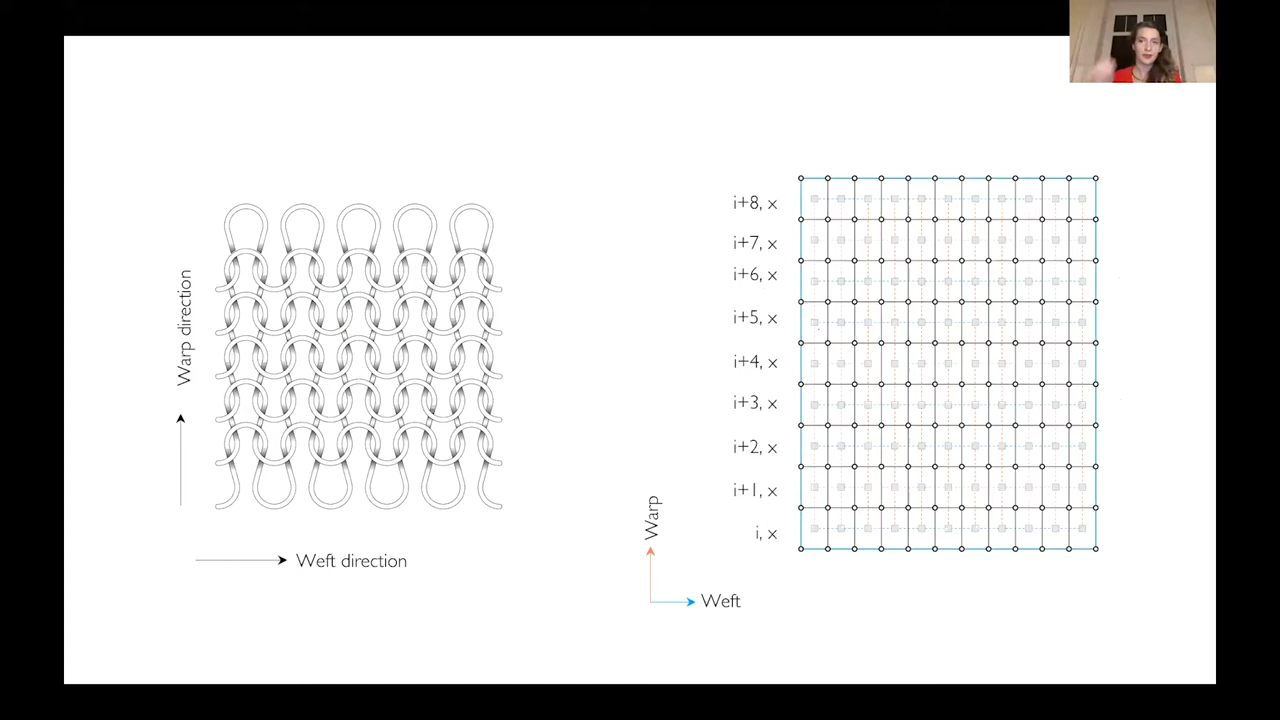 Warp direction
Weft direction
i+8, x
i+7, x
i+6, x
i+5, x
i+4, x
i+3, x
i+2, x
i+1, x
i, x
Warp
Weft